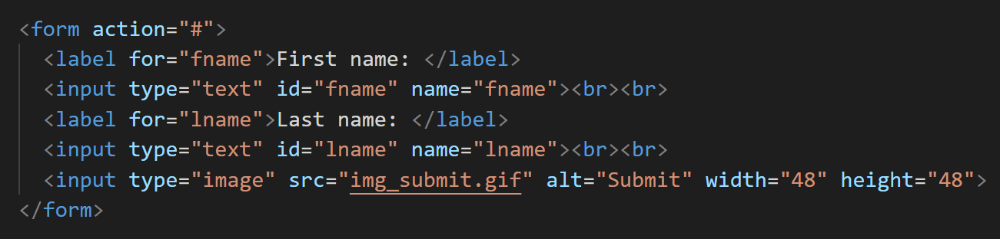 <form action="#">
<label for="fname">First name: </label>
<input type="text" id="fname" name="fname"><br><br>
<label for="lname">Last name: </label>
<input type="text" id="lname" name="lname"><br><br>
<input type="image" src="img_submit.gif" alt="Submit" width="48" height="48">
</form>